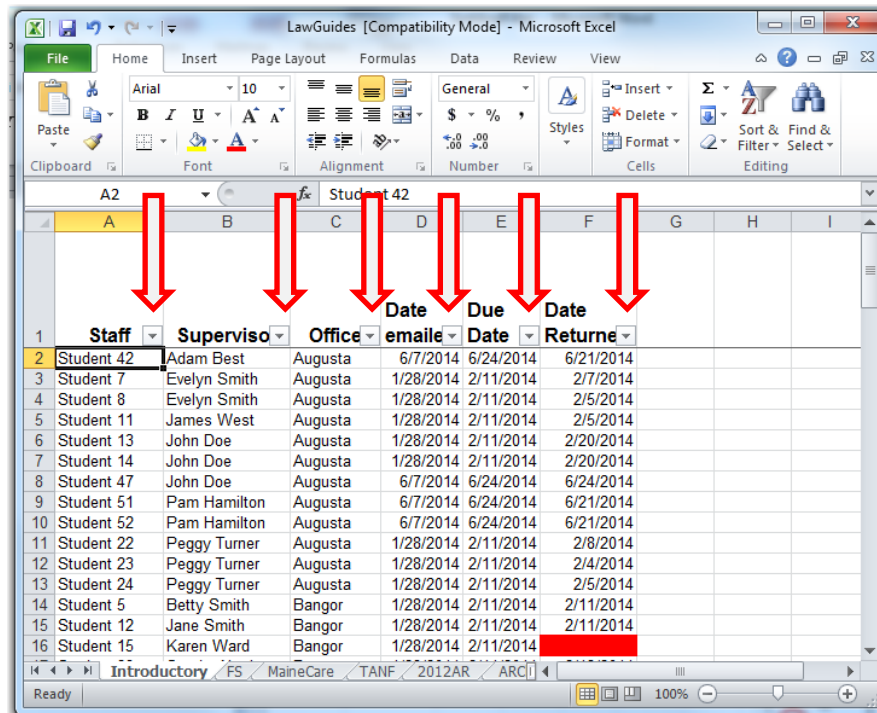 LawGuides [Compatibility Mode] - Microsoft Excel
File Home Insert Page Layout Formulas Data Review View
Arial 10 General Insert Σ
B I U A A $ % , Delete
Paste Styles Format Sort & Filter Find & Select
Clipboard Font Alignment Number Cells Editing
A2 fx Student 42
A B C D E F G H I
1 Staff Superviso Office Date emaile Due Date Date Returne
2 Student 42 Adam Best Augusta 6/7/2014 6/24/2014 6/21/2014
3 Student 7 Evelyn Smith Augusta 1/28/2014 2/11/2014 2/7/2014
4 Student 8 Evelyn Smith Augusta 1/28/2014 2/11/2014 2/5/2014
5 Student 11 James West Augusta 1/28/2014 2/11/2014 2/5/2014
6 Student 13 John Doe Augusta 1/28/2014 2/11/2014 2/20/2014
7 Student 14 John Doe Augusta 1/28/2014 2/11/2014 2/20/2014
8 Student 47 John Doe Augusta 6/7/2014 6/24/2014 6/24/2014
9 Student 51 Pam Hamilton Augusta 6/7/2014 6/24/2014 6/21/2014
10 Student 52 Pam Hamilton Augusta 6/7/2014 6/24/2014 6/21/2014
11 Student 22 Peggy Turner Augusta 1/28/2014 2/11/2014 2/8/2014
12 Student 23 Peggy Turner Augusta 1/28/2014 2/11/2014 2/4/2014
13 Student 24 Peggy Turner Augusta 1/28/2014 2/11/2014 2/5/2014
14 Student 5 Betty Smith Bangor 1/28/2014 2/11/2014 2/11/2014
15 Student 12 Jane Smith Bangor 1/28/2014 2/11/2014 2/11/2014
16 Student 15 Karen Ward Bangor 1/28/2014 2/11/2014
Introductory FS MaineCare TANF 2012AR ARC
Ready 100%